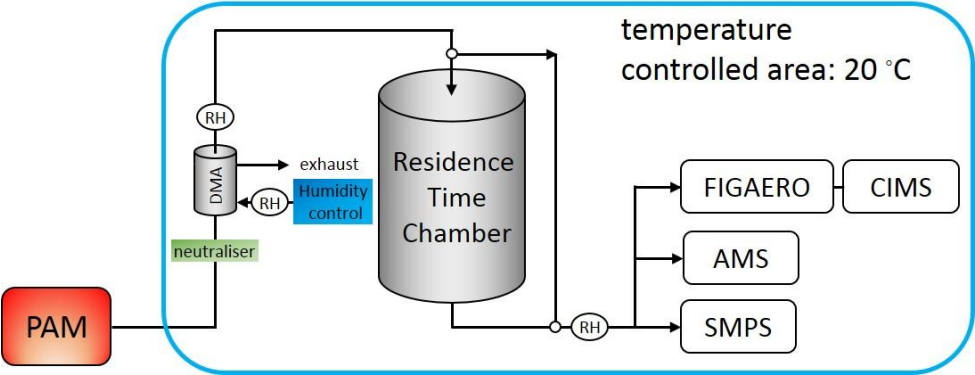 temperature
controlled area: 20 °C
RH
DMA
exhaust
RH
Humidity
control
neutraliser
PAM
Residence
Time
Chamber
RH
FIGAERO
CIMS
AMS
SMPS